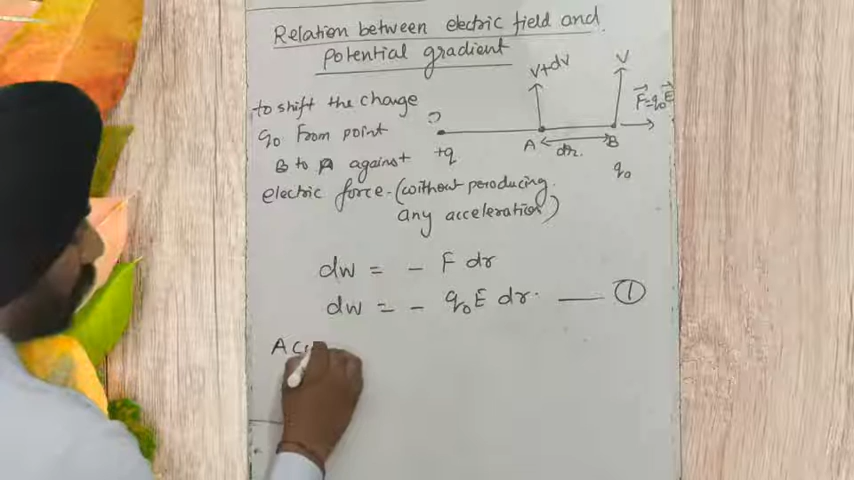 Relation between electric field and
potential gradient
to shift the charge
q₀ From point
B to A against
electric force. (without peroducing
any acceleration)
V+dV
V
F⃗=q₀E⃗
+q
A
dr.
B
q₀
dw = - F dr
dw = - q₀E dr. — ①